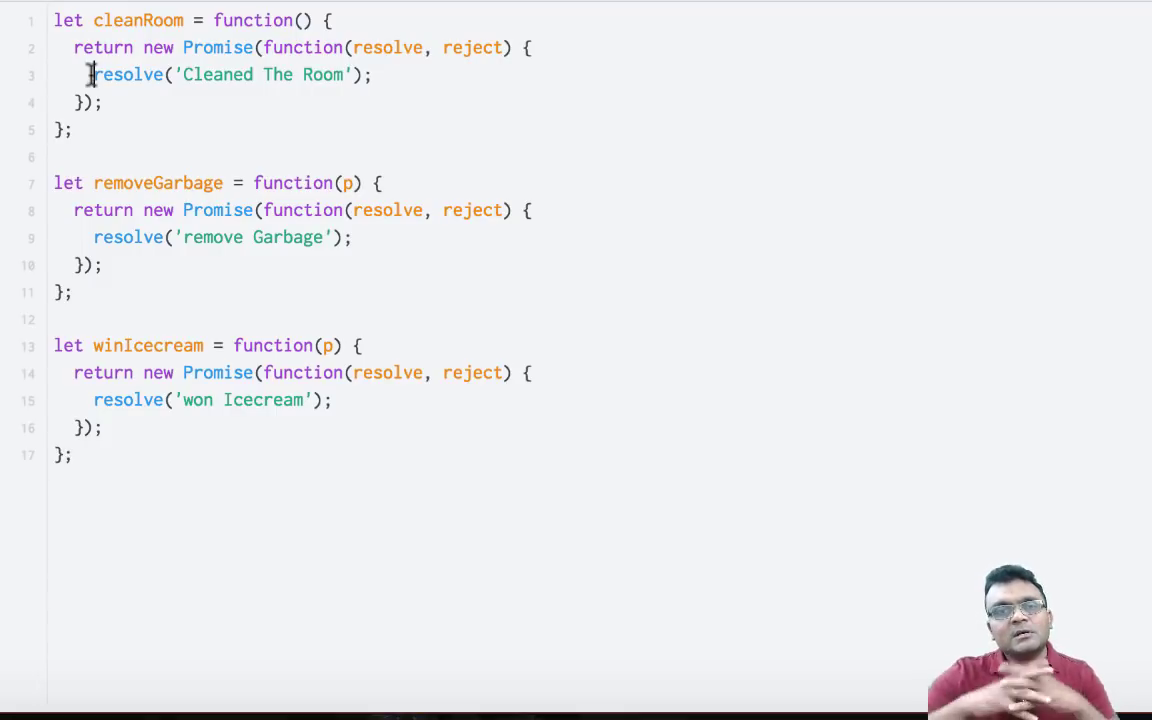 1 let cleanRoom = function() {
2 return new Promise(function(resolve, reject) {
3 resolve('Cleaned The Room');
4 });
5 };
6
7 let removeGarbage = function(p) {
8 return new Promise(function(resolve, reject) {
9 resolve('remove Garbage');
10 });
11 };
12
13 let winIcecream = function(p) {
14 return new Promise(function(resolve, reject) {
15 resolve('won Icecream');
16 });
17 };